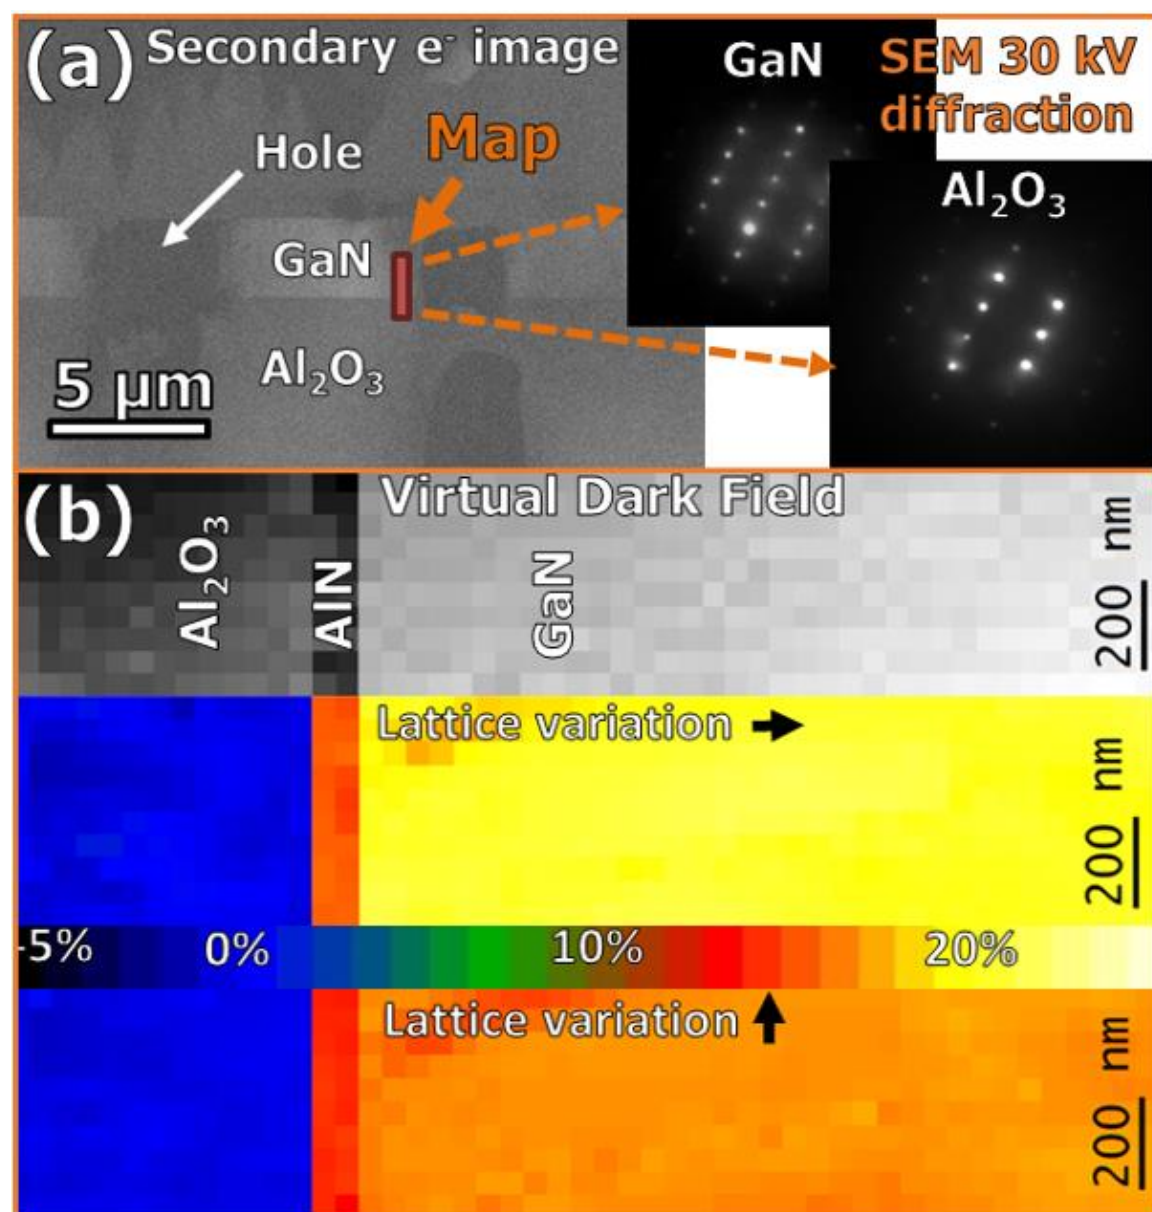 (a) Secondary e⁻ image
GaN
SEM 30 kV
diffraction
Hole
Map
Al₂O₃
GaN
Al₂O₃
5 µm
(b)
Virtual Dark Field
Al₂O₃
AlN
GaN
200 nm
Lattice variation
200 nm
-5%
0%
10%
20%
Lattice variation
200 nm